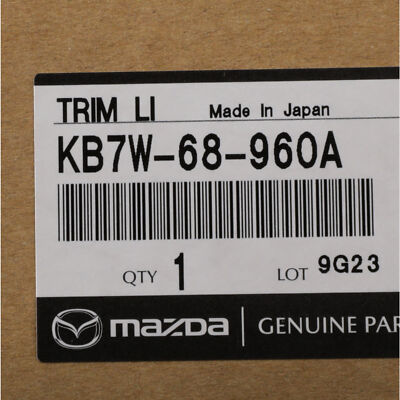 TRIM LI Made In Japan
KB7W-68-960A
QTY 1 LOT 9G23
mazda GENUINE PAR